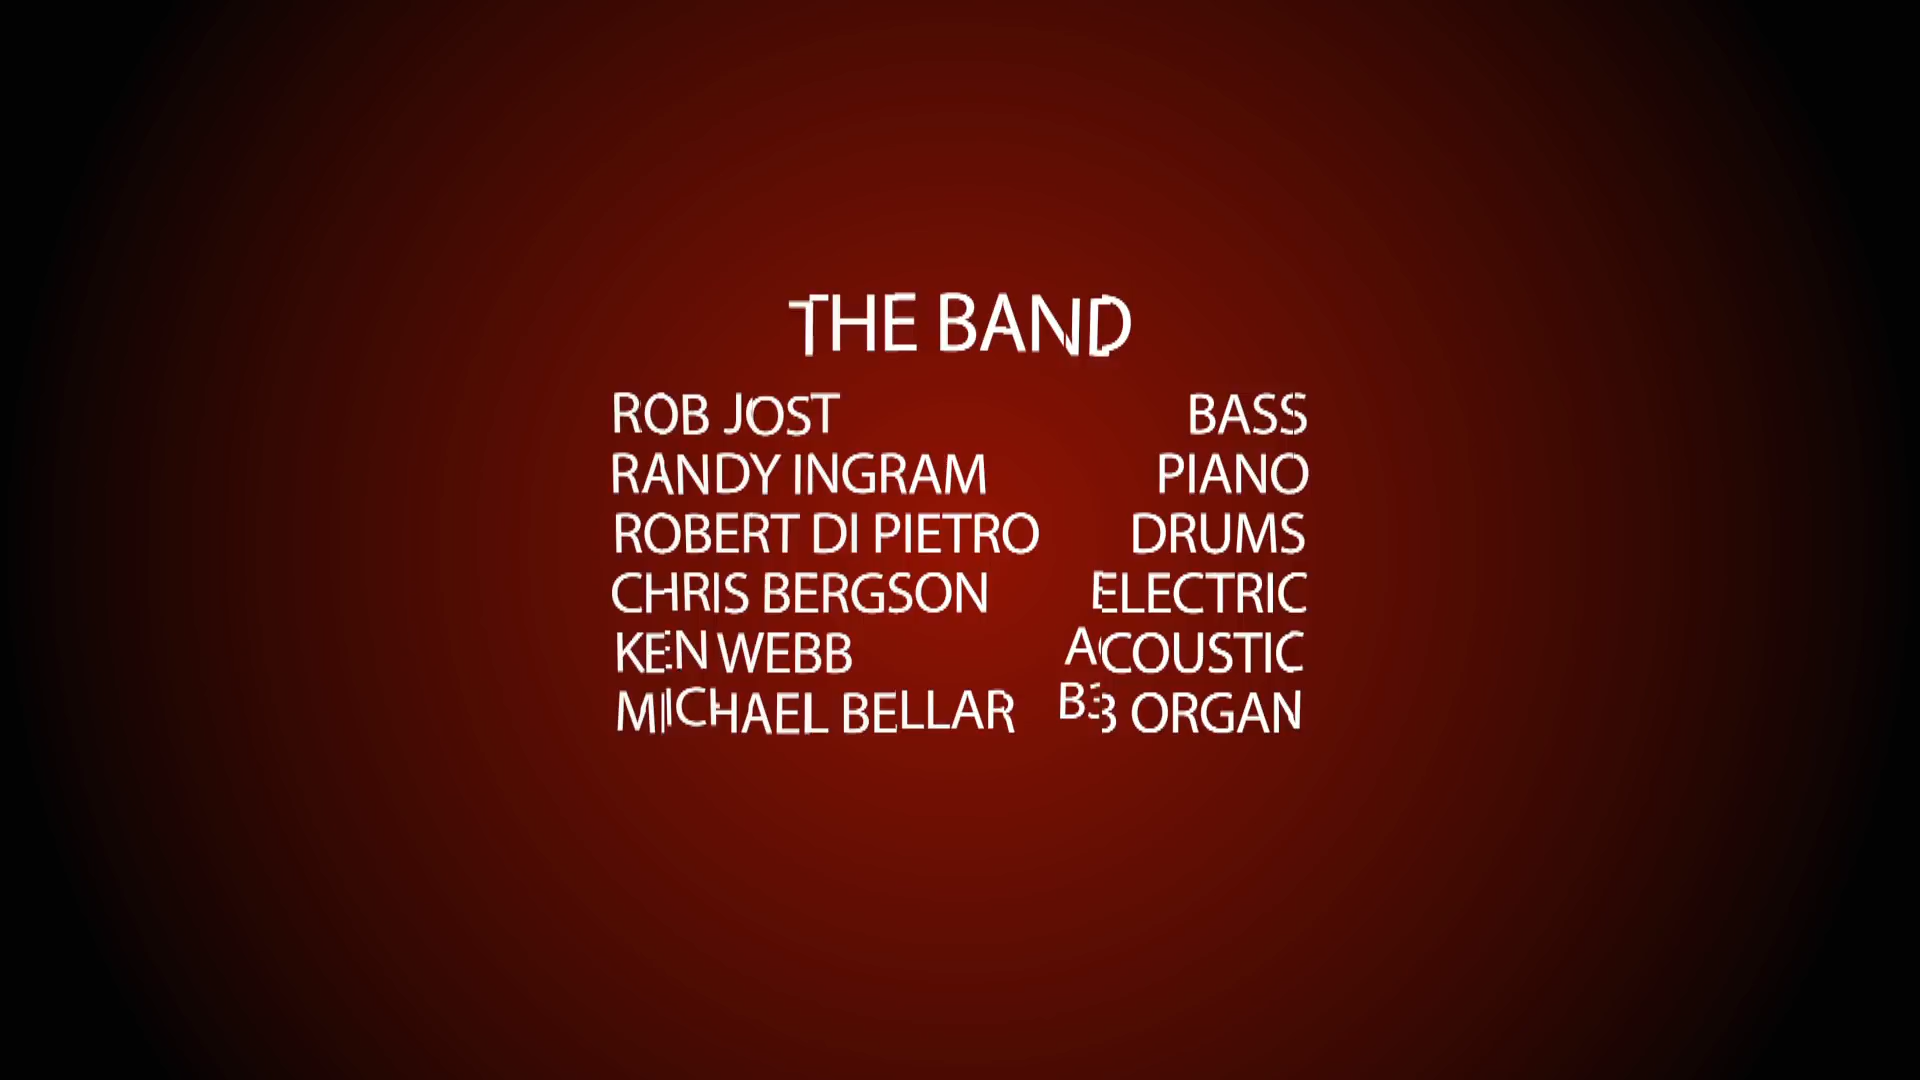 THE BAND
ROB JOST BASS
RANDY INGRAM PIANO
ROBERT DI PIETRO DRUMS
CHRIS BERGSON ELECTRIC
KEN WEBB ACOUSTIC
MICHAEL BELLAR B3 ORGAN